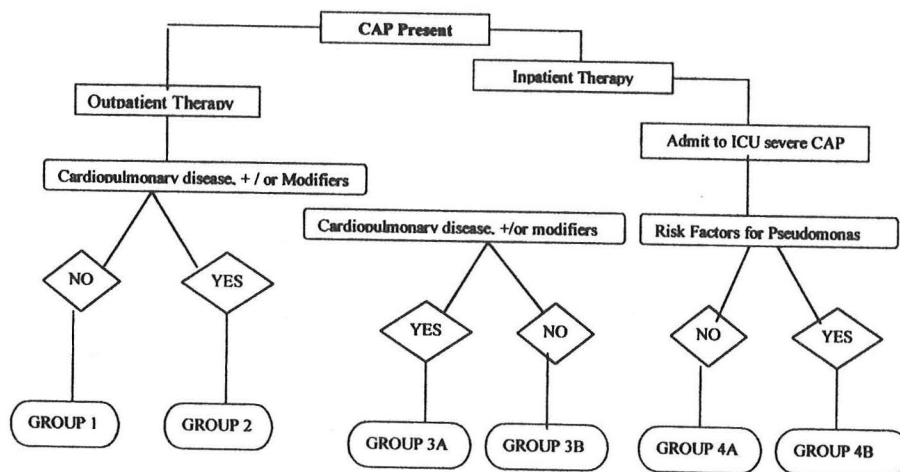 CAP Present
Inpatient Therapy
Outpatient Therapy
Admit to ICU severe CAP
Cardiopulmonary disease, + / or Modifiers
Cardiopulmonary disease, +/or modifiers
Risk Factors for Pseudomonas
NO
YES
YES
NO
NO
YES
GROUP 1
GROUP 2
GROUP 3A
GROUP 3B
GROUP 4A
GROUP 4B